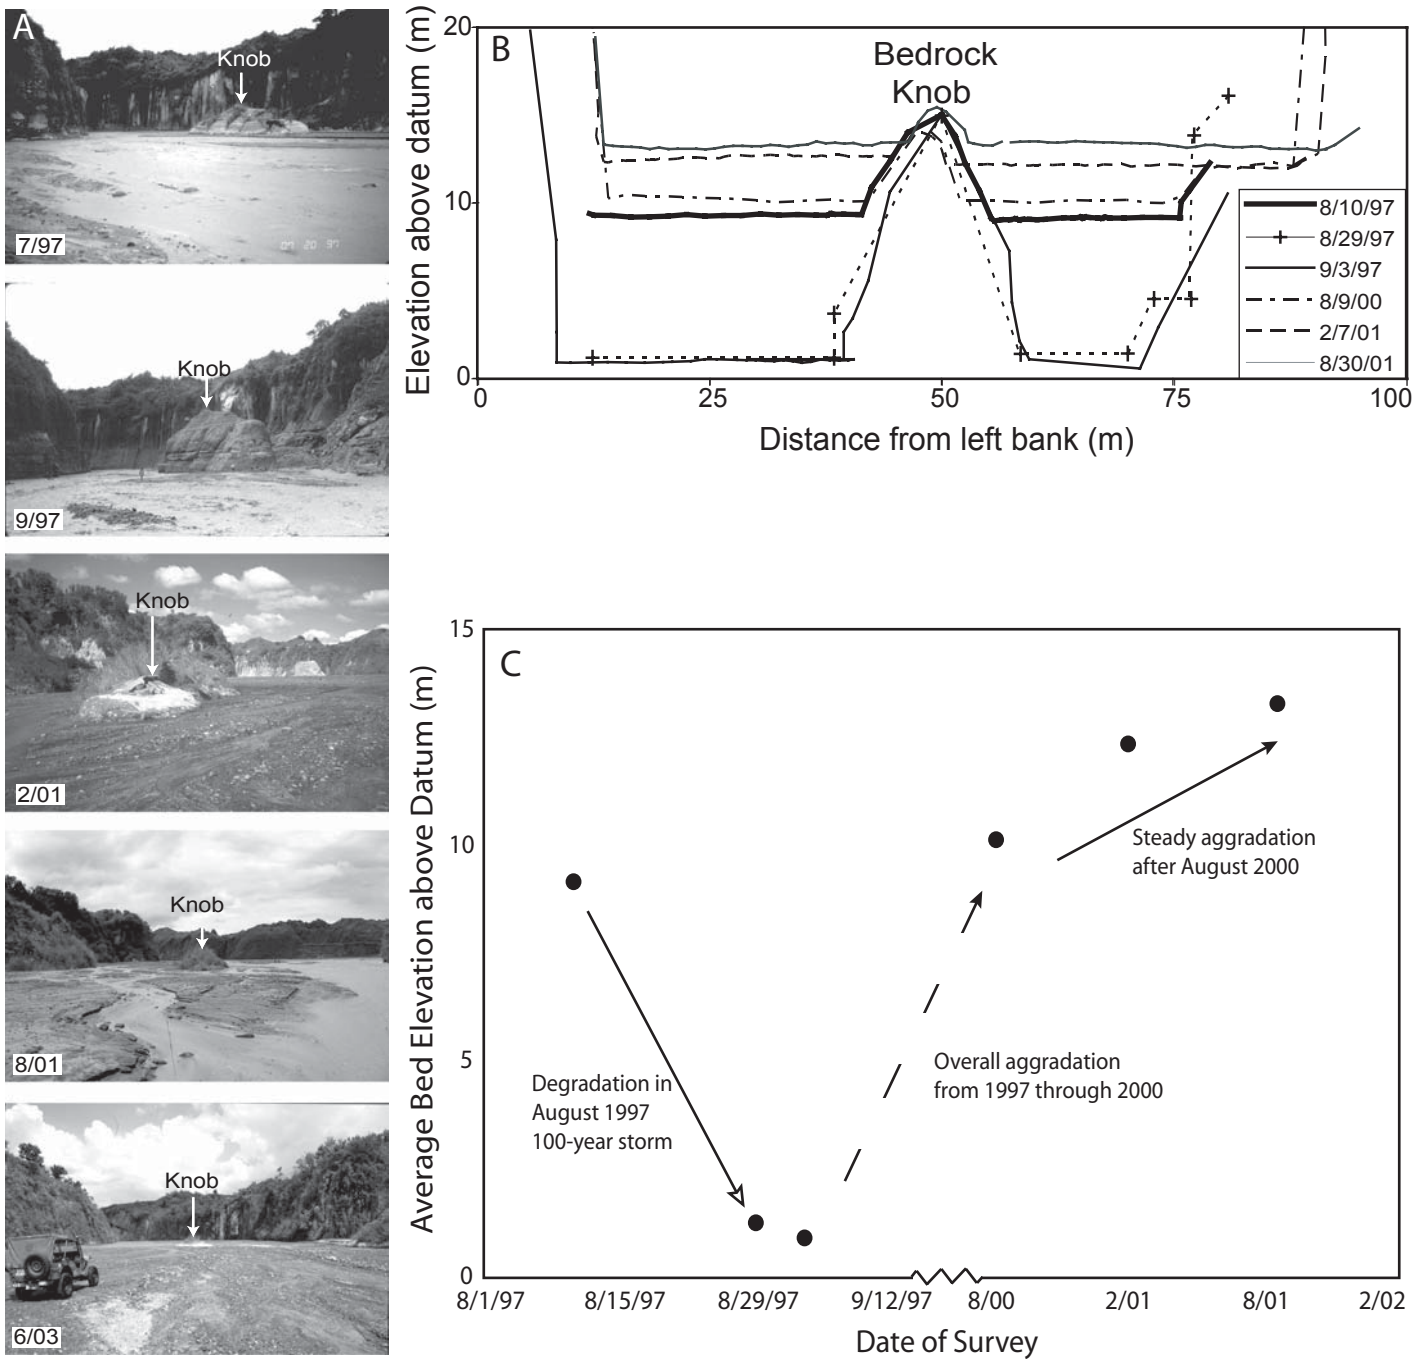 A
Knob
07 20 97
7/97
Knob
9/97
Knob
2/01
Knob
8/01
Knob
6/03
B
Elevation above datum (m)
20
10
0
Bedrock
Knob
8/10/97
8/29/97
9/3/97
8/9/00
2/7/01
8/30/01
0 25 50 75 100
Distance from left bank (m)
C
Average Bed Elevation above Datum (m)
15
10
5
0
Steady aggradation
after August 2000
Overall aggradation
from 1997 through 2000
Degradation in
August 1997
100-year storm
8/1/97 8/15/97 8/29/97 9/12/97 8/00 2/01 8/01 2/02
Date of Survey